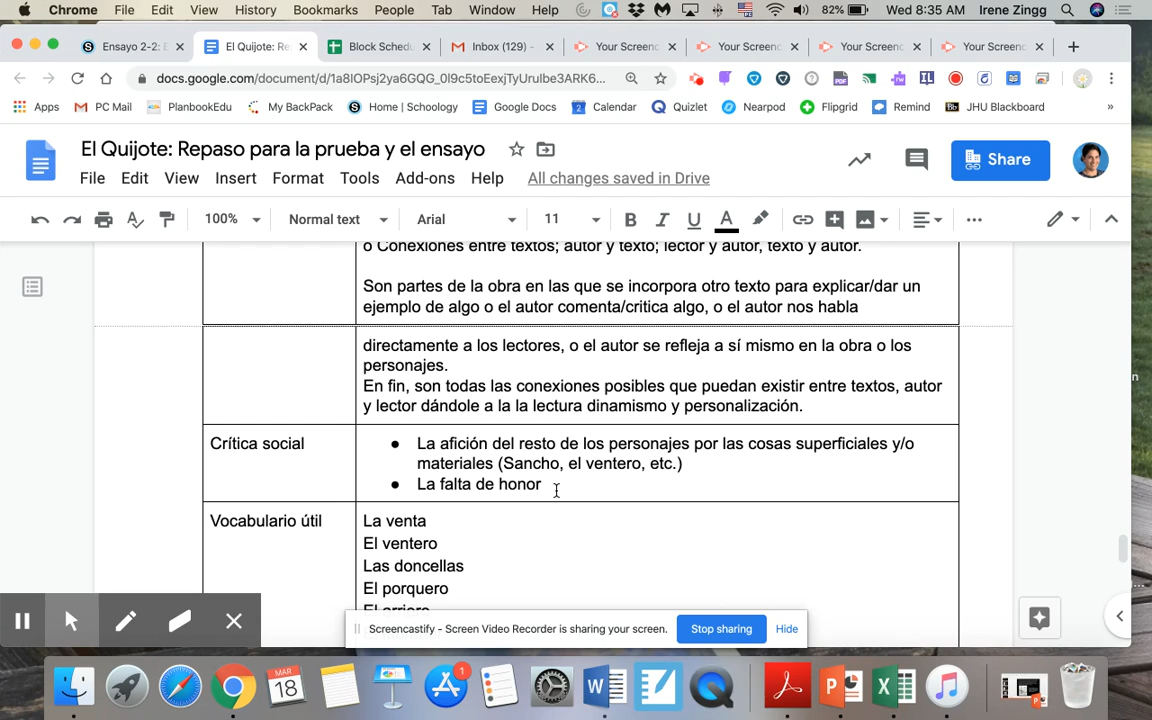 Chrome File Edit View History Bookmarks People Tab Window Help 82% Wed 8:35 AM Irene Zingg
Ensayo 2-2: E El Quijote: Re Block Schedu Inbox (129) - Your Screenc Your Screenc Your Screenc Your Screenc
docs.google.com/document/d/1a8IOPsj2ya6GQG_0l9c5toEexjTyUruIbe3ARK6...
Apps PC Mail PlanbookEdu My BackPack Home | Schoology Google Docs Calendar Quizlet Nearpod Flipgrid Remind JHU Blackboard »
El Quijote: Repaso para la prueba y el ensayo
Share
File Edit View Insert Format Tools Add-ons Help All changes saved in Drive
100% Normal text Arial 11 B I U A
o Conexiones entre textos; autor y texto; lector y autor, texto y autor.
Son partes de la obra en las que se incorpora otro texto para explicar/dar un
ejemplo de algo o el autor comenta/critica algo, o el autor nos habla
directamente a los lectores, o el autor se refleja a sí mismo en la obra o los
personajes.
En fin, son todas las conexiones posibles que puedan existir entre textos, autor
y lector dándole a la la lectura dinamismo y personalización.
Crítica social
● La afición del resto de los personajes por las cosas superficiales y/o
materiales (Sancho, el ventero, etc.)
● La falta de honor
Vocabulario útil
La venta
El ventero
Las doncellas
El porquero
El arriero
Screencastify - Screen Video Recorder is sharing your screen. Stop sharing Hide
MAR
18
1